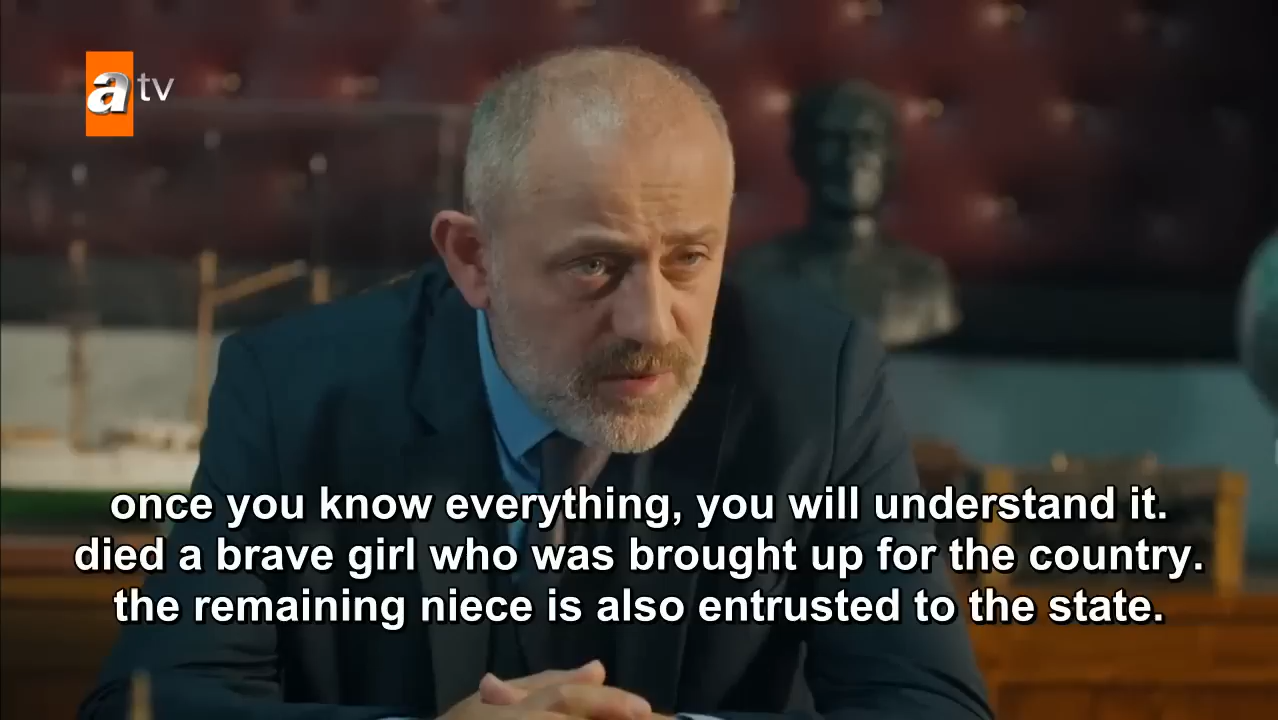 a tv
once you know everything, you will understand it.
died a brave girl who was brought up for the country.
the remaining niece is also entrusted to the state.